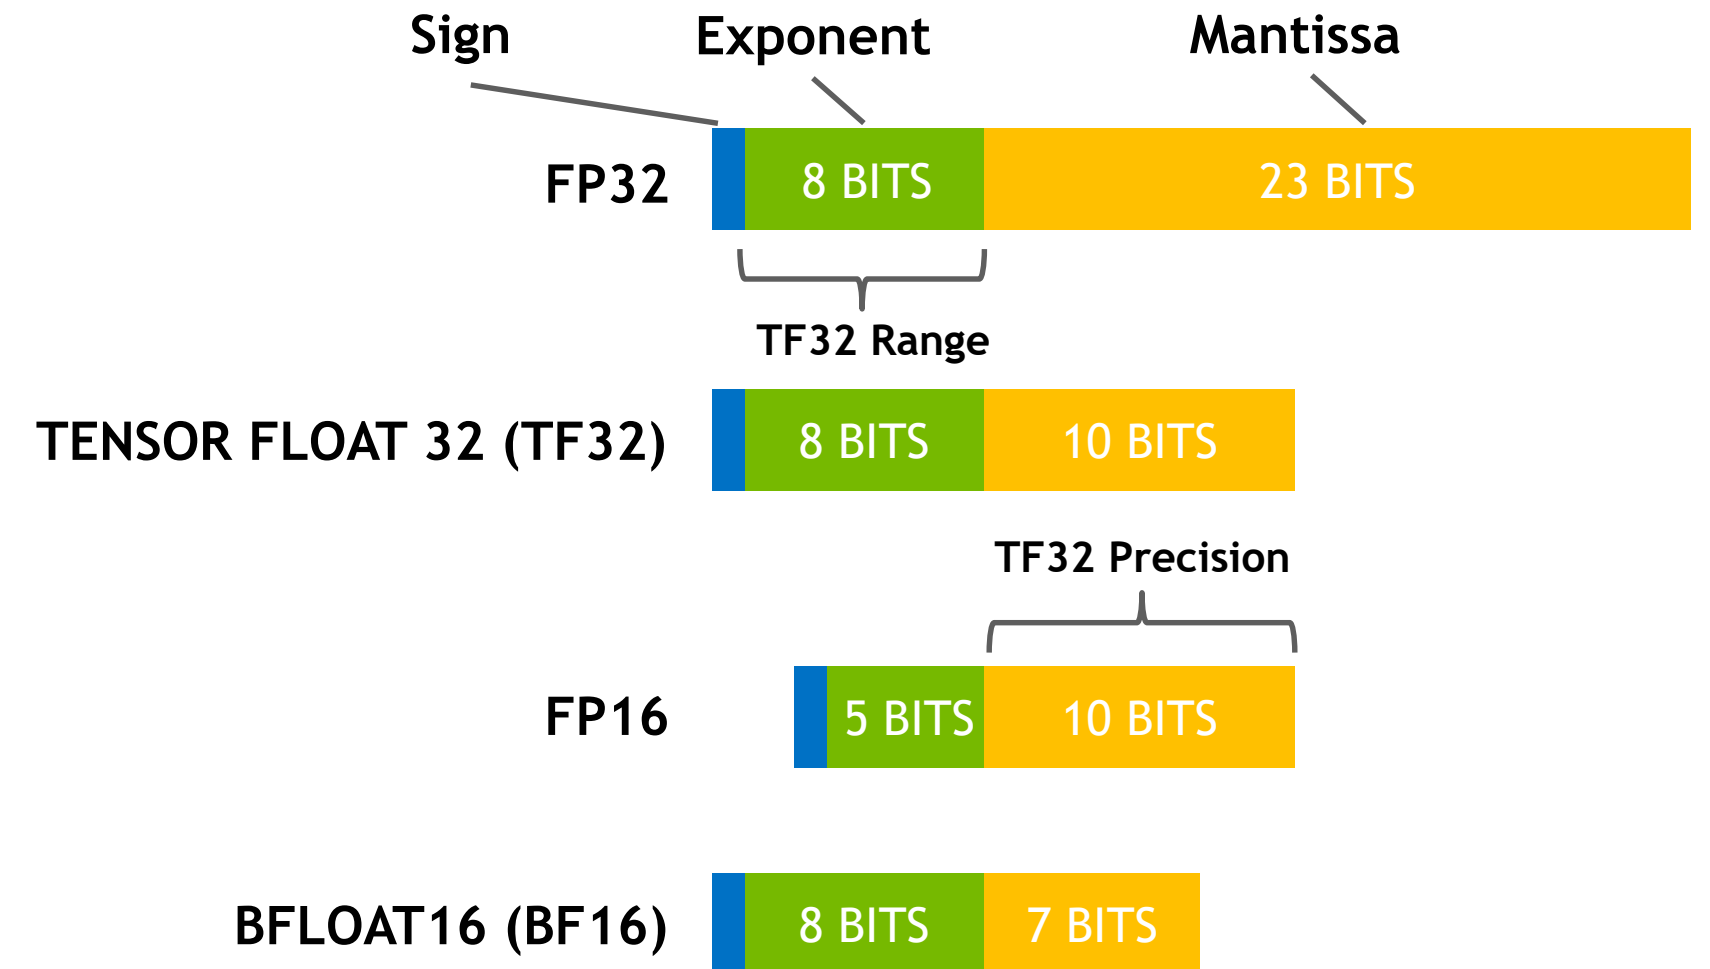 Sign Exponent Mantissa
FP32 8 BITS 23 BITS
TF32 Range
TENSOR FLOAT 32 (TF32) 8 BITS 10 BITS
TF32 Precision
FP16 5 BITS 10 BITS
BFLOAT16 (BF16) 8 BITS 7 BITS